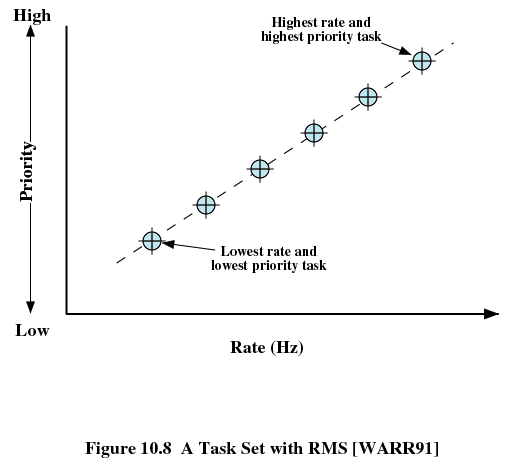 High
Highest rate and
highest priority task
Priority
Lowest rate and
lowest priority task
Low
Rate (Hz)
Figure 10.8 A Task Set with RMS [WARR91]